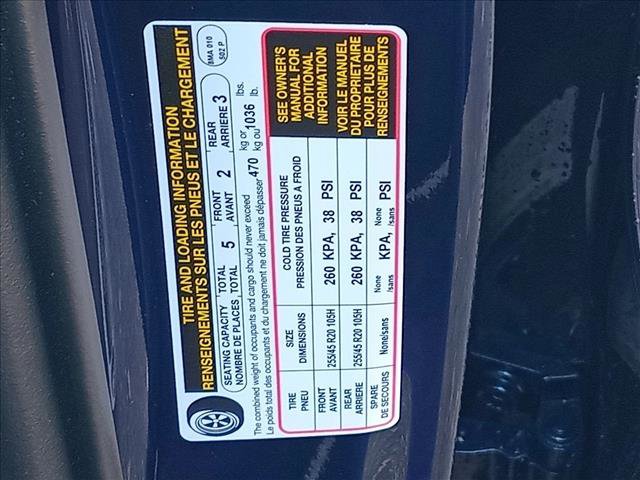 TIRE AND LOADING INFORMATION
RENSEIGNEMENTS SUR LES PNEUS ET LE CHARGEMENT
8MA 010
502 P
SEATING CAPACITY TOTAL 5 FRONT 2 REAR 3
NOMBRE DE PLACES, TOTAL AVANT ARRIERE
The combined weight of occupants and cargo should never exceed 470 kg or 1036 lbs.
Le poids total des occupants et du chargement ne doit jamais dépasser kg ou lb.
TIRE SIZE COLD TIRE PRESSURE
PNEU DIMENSIONS PRESSION DES PNEUS A FROID
FRONT 255/45 R20 105H 260 KPA, 38 PSI
AVANT
REAR 255/45 R20 105H 260 KPA, 38 PSI
ARRIERE
SPARE None/sans None KPA, None PSI
DE SECOURS /sans /sans
SEE OWNER'S
MANUAL FOR
ADDITIONAL
INFORMATION
VOIR LE MANUEL
DU PROPRIETAIRE
POUR PLUS DE
RENSEIGNEMENTS